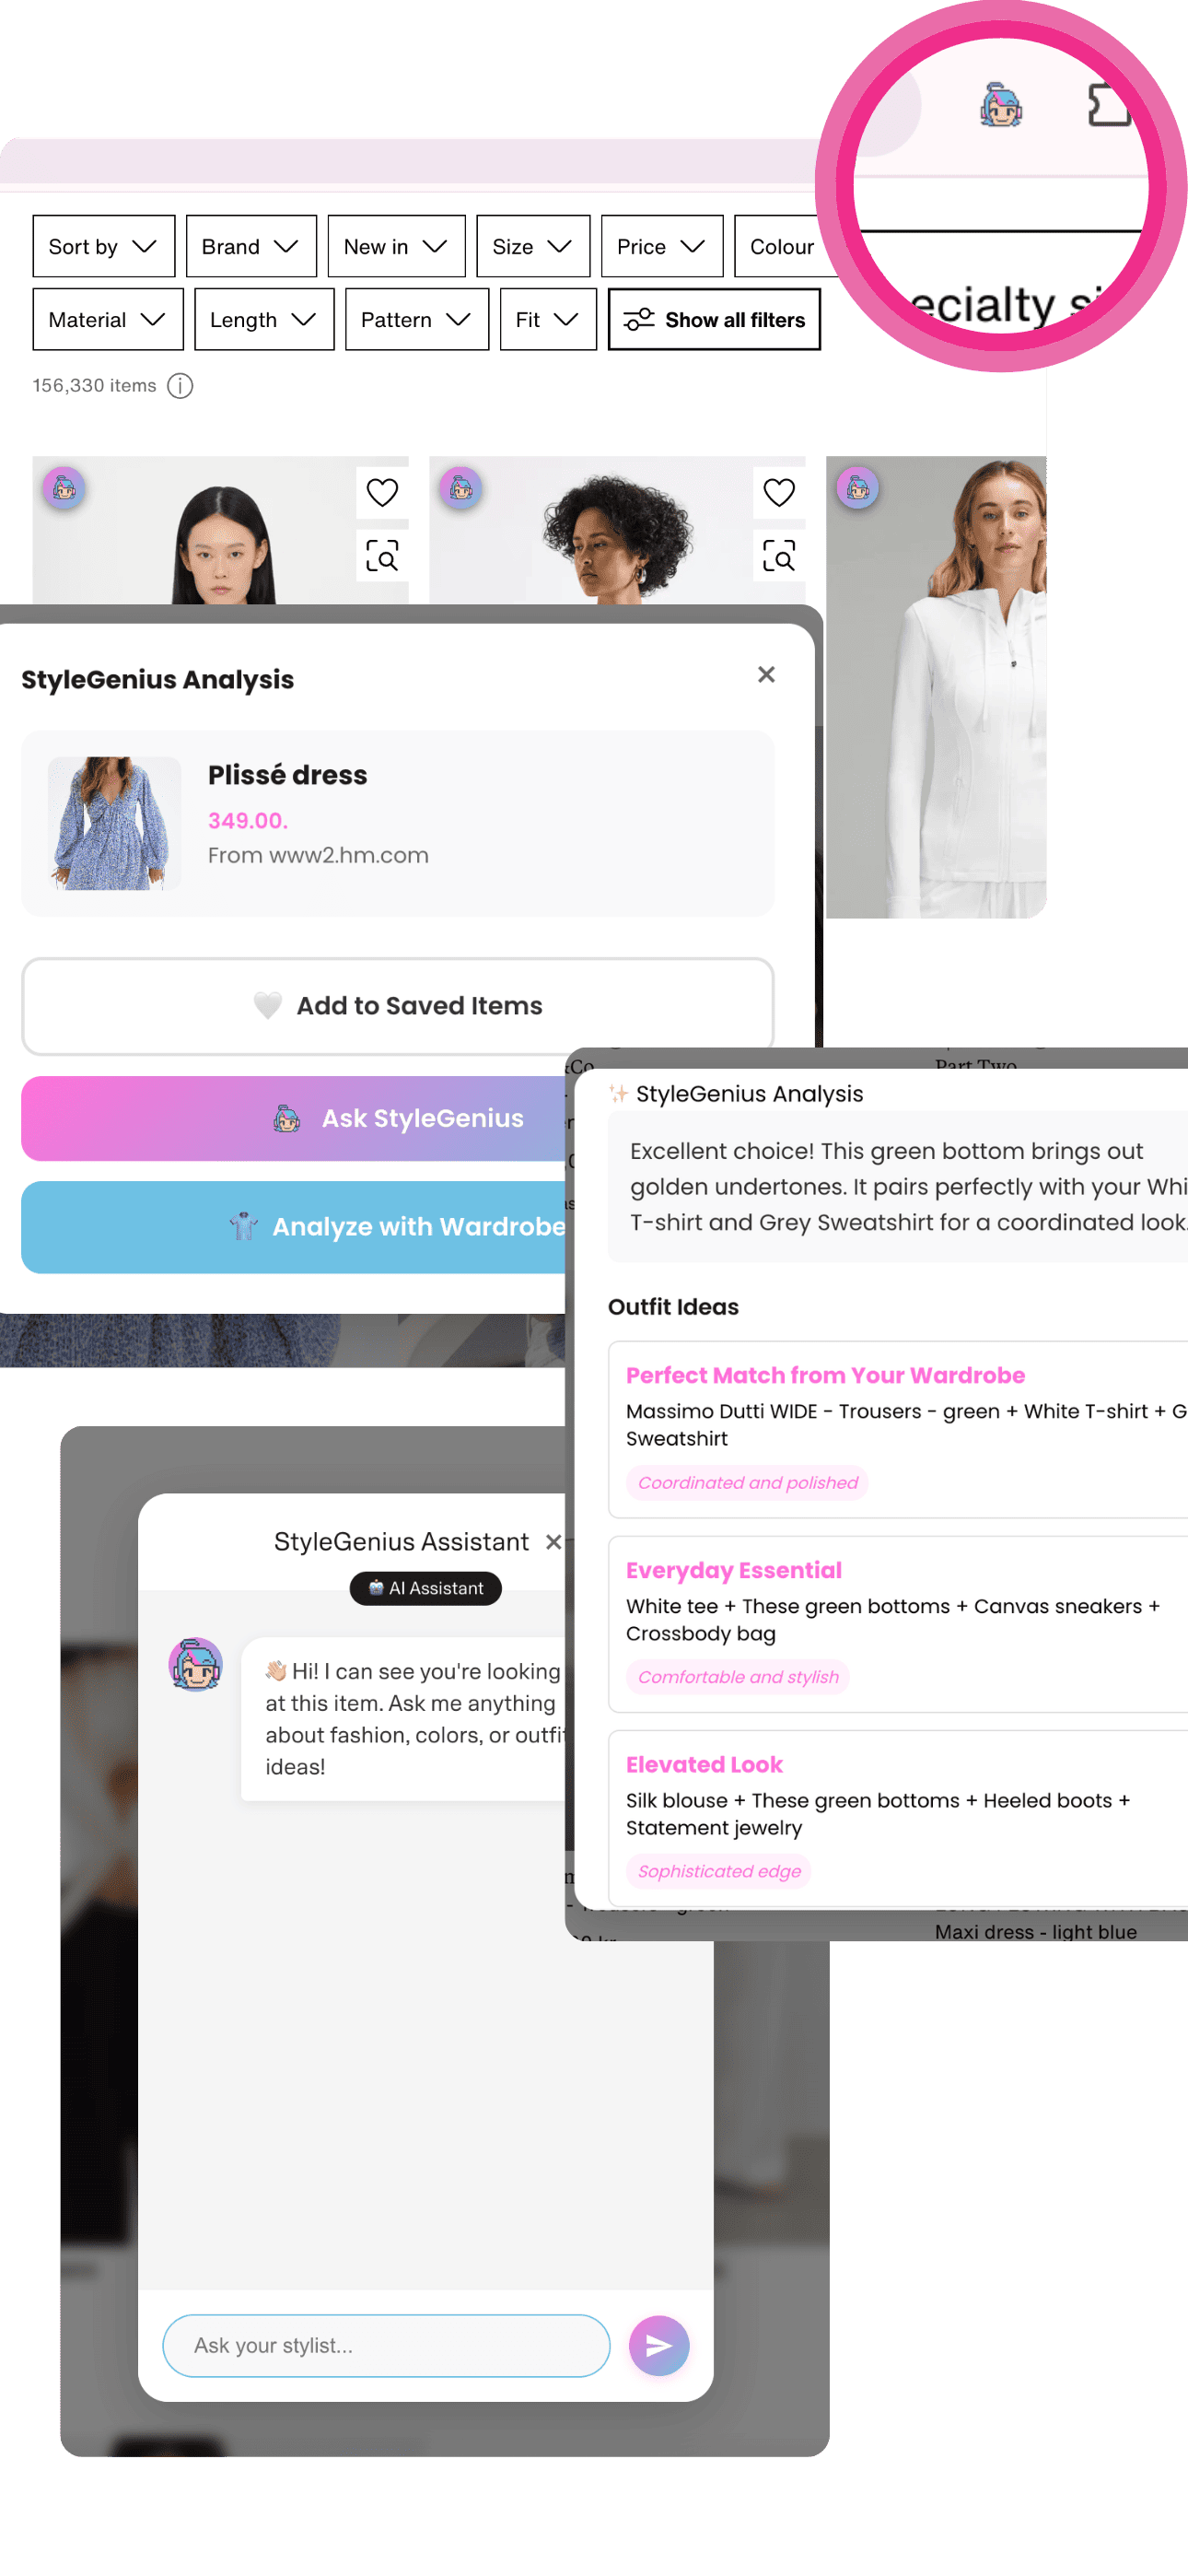 ecialty si
Sort by
Brand
New in
Size
Price
Colour
Material
Length
Pattern
Fit
Show all filters
156,330 items
StyleGenius Analysis
Plissé dress
349.00.
From www2.hm.com
Add to Saved Items
Ask StyleGenius
Analyze with Wardrobe
&Co
Part Two
✨ StyleGenius Analysis
Excellent choice! This green bottom brings out
golden undertones. It pairs perfectly with your Whi
T-shirt and Grey Sweatshirt for a coordinated look.
Outfit Ideas
Perfect Match from Your Wardrobe
Massimo Dutti WIDE - Trousers - green + White T-shirt + G
Sweatshirt
Coordinated and polished
Everyday Essential
White tee + These green bottoms + Canvas sneakers +
Crossbody bag
Comfortable and stylish
Elevated Look
Silk blouse + These green bottoms + Heeled boots +
Statement jewelry
Sophisticated edge
Maxi dress - light blue
StyleGenius Assistant
AI Assistant
👋 Hi! I can see you're looking
at this item. Ask me anything
about fashion, colors, or outfit
ideas!
Ask your stylist...